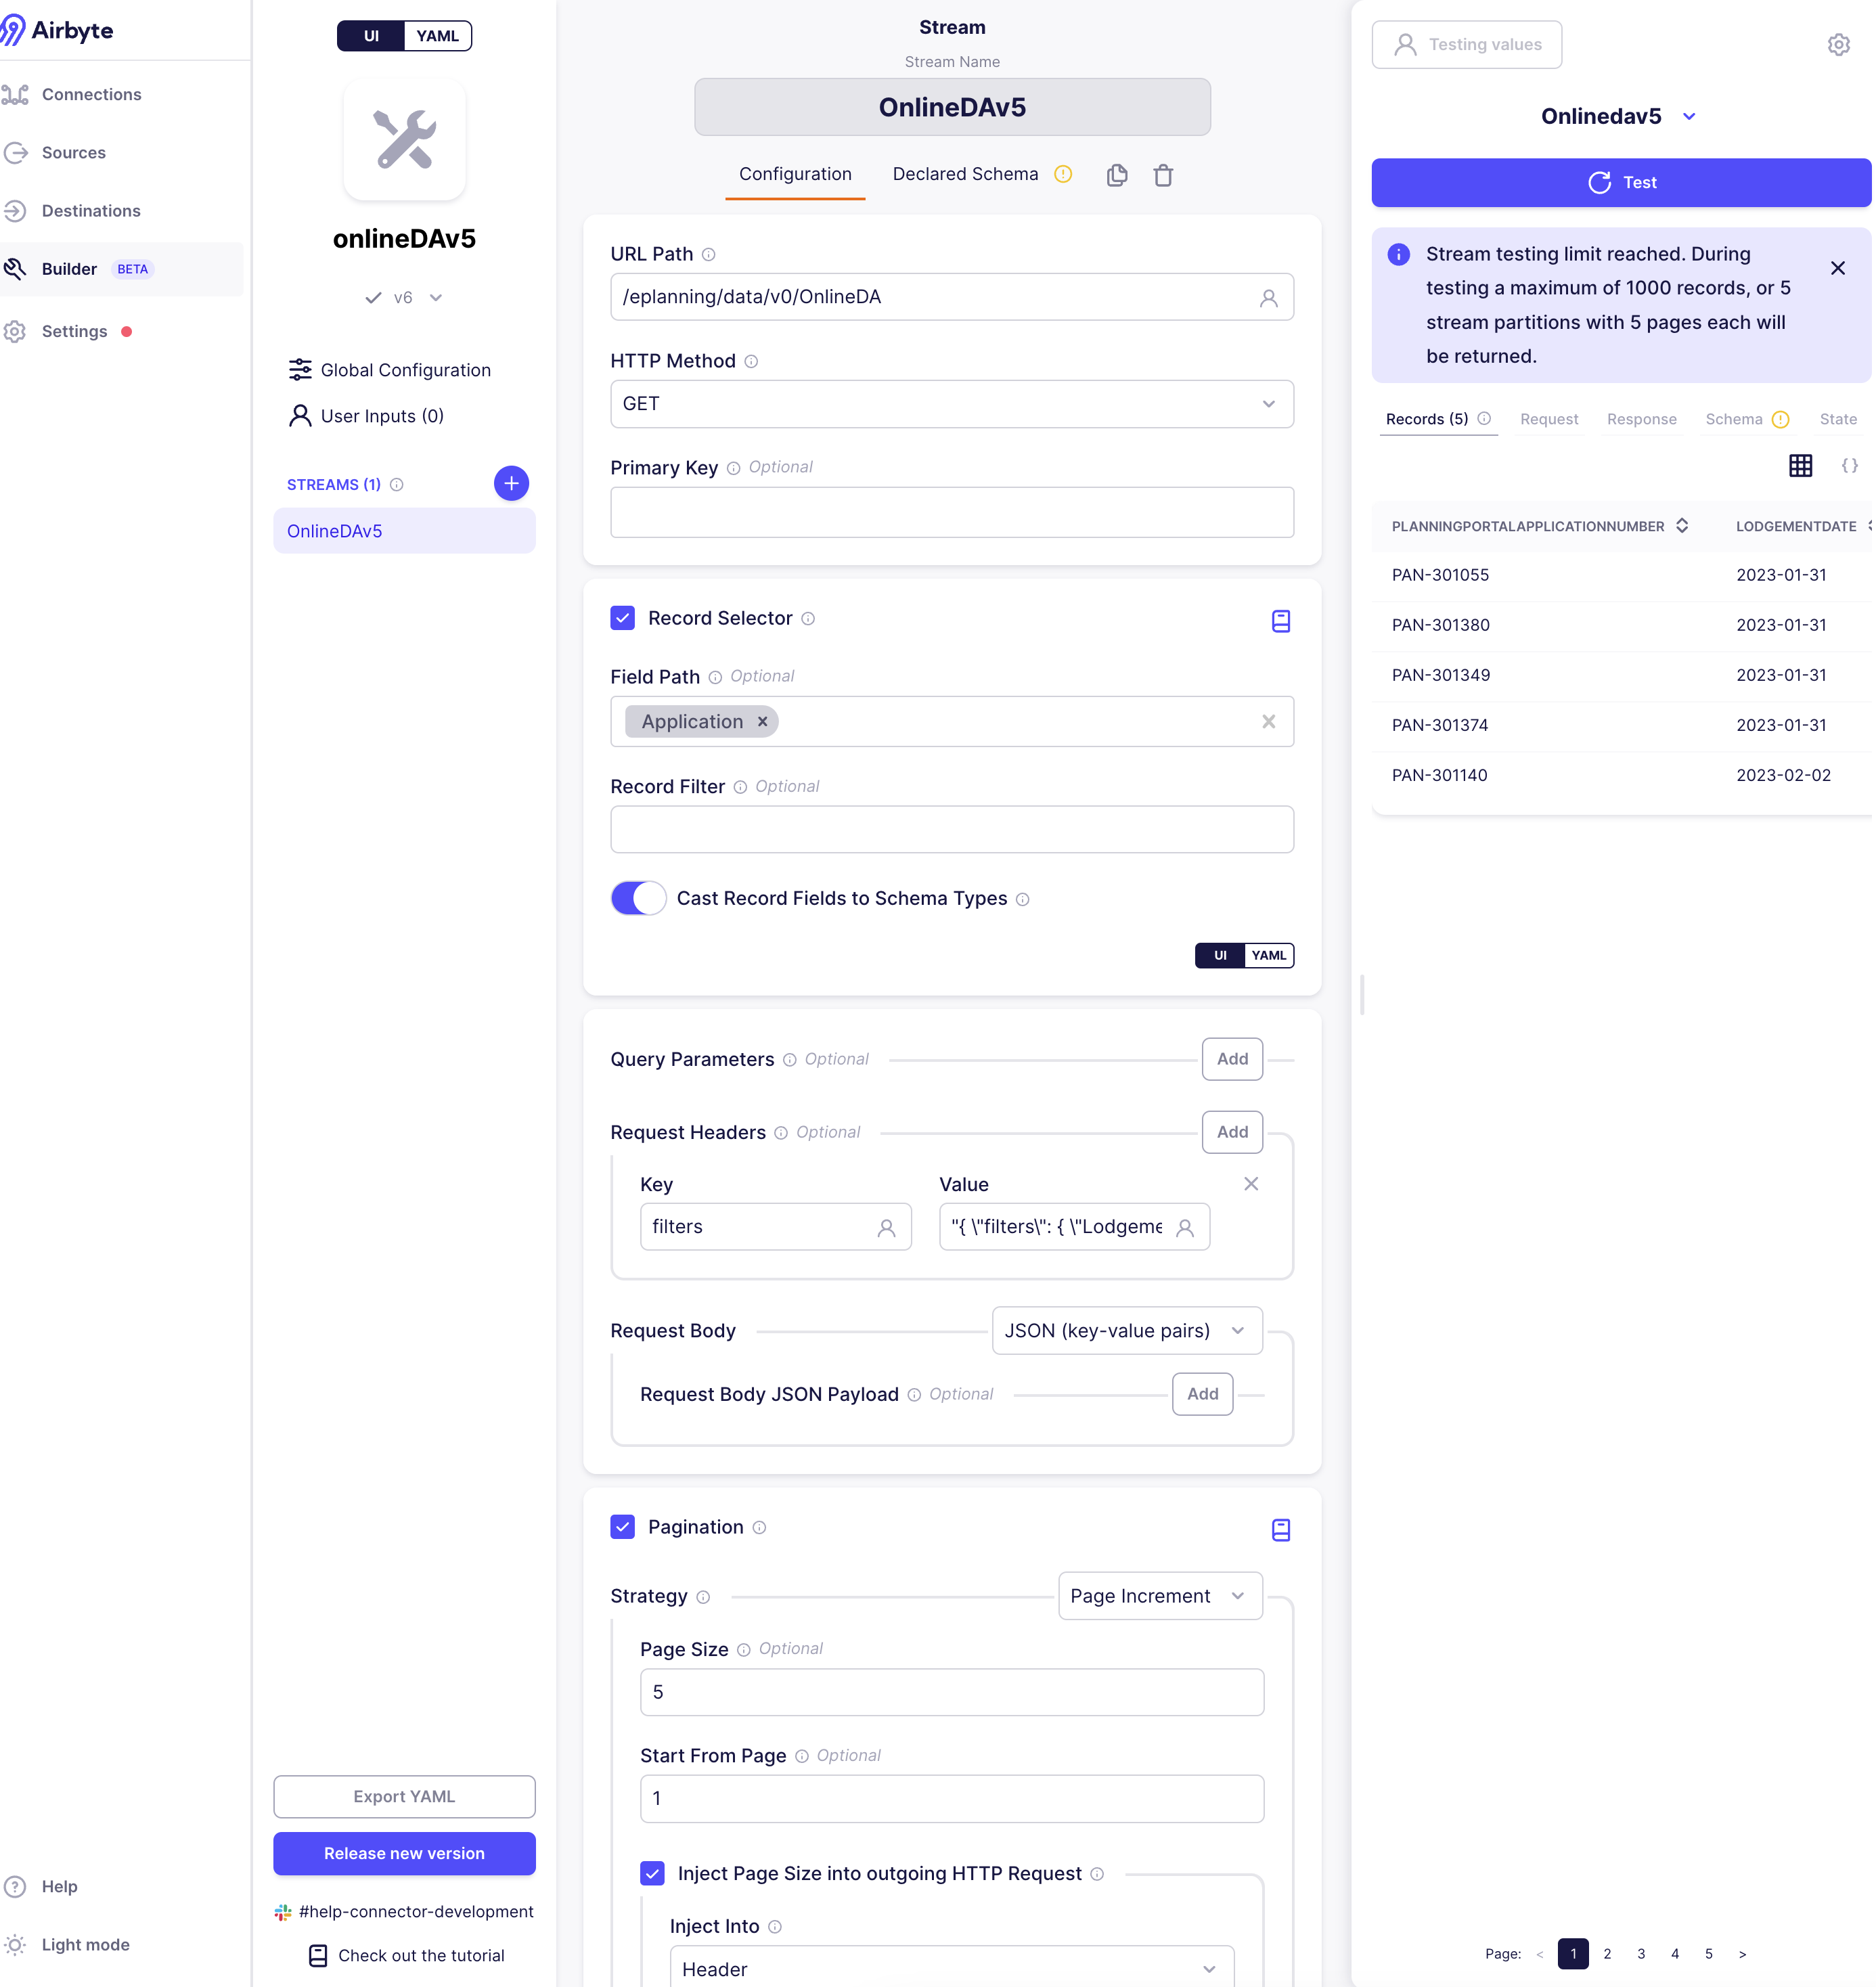 Airbyte
Connections
Sources
Destinations
Builder BETA
Settings
Help
Light mode
UI YAML
onlineDAv5
v6
Global Configuration
User Inputs (0)
STREAMS (1)
OnlineDAv5
Export YAML
Release new version
#help-connector-development
Check out the tutorial
Stream
Stream Name
OnlineDAv5
Configuration Declared Schema
URL Path
/eplanning/data/v0/OnlineDA
HTTP Method
GET
Primary Key Optional
Record Selector
Field Path Optional
Application
Record Filter Optional
Cast Record Fields to Schema Types
UI YAML
Query Parameters Optional Add
Request Headers Optional Add
Key Value
filters "{ \"filters\": { \"Lodgeme
Request Body JSON (key-value pairs)
Request Body JSON Payload Optional Add
Pagination
Strategy Page Increment
Page Size Optional
5
Start From Page Optional
1
Inject Page Size into outgoing HTTP Request
Inject Into
Header
Testing values
Onlinedav5
Test
Stream testing limit reached. During
testing a maximum of 1000 records, or 5
stream partitions with 5 pages each will
be returned.
Records (5) Request Response Schema State
{ }
PLANNINGPORTALAPPLICATIONNUMBER LODGEMENTDATE
PAN-301055 2023-01-31
PAN-301380 2023-01-31
PAN-301349 2023-01-31
PAN-301374 2023-01-31
PAN-301140 2023-02-02
Page: < 1 2 3 4 5 >